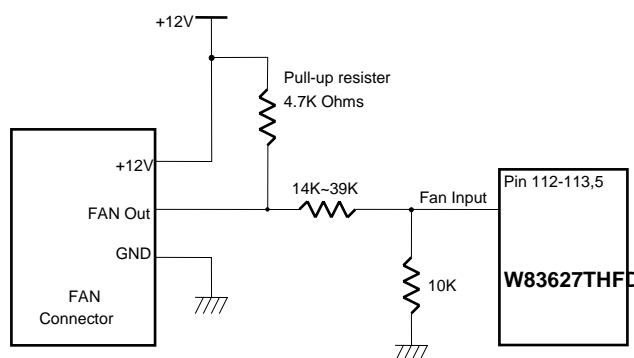 +12V
Pull-up resister
4.7K Ohms
+12V
14K~39K
Fan Input
Pin 112-113,5
FAN Out
GND
10K
W83627THFD
FAN
Connector